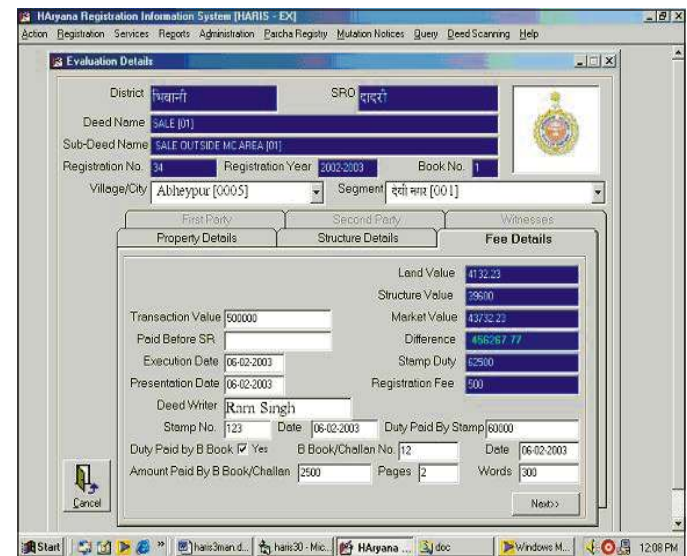 HAryana Registration Information System [HARIS - EX]
Action Registration Services Reports Administration Parcha Registry Mutation Notices Query Deed Scanning Help
Evaluation Details
District भिवानी SRO दादरी
Deed Name SALE [01]
Sub-Deed Name SALE OUTSIDE MC AREA [01]
Registration No. 34 Registration Year 2002-2003 Book No. 1
Village/City Abheypur [0005] Segment देवी नगर [001]
First Party Second Party Witnesses
Property Details Structure Details Fee Details
Land Value 4132.23
Structure Value 39600
Transaction Value 500000 Market Value 43732.23
Paid Before SR Difference 456267.77
Execution Date 06-02-2003 Stamp Duty 62500
Presentation Date 06-02-2003 Registration Fee 500
Deed Writer Ram Singh
Stamp No. 123 Date 06-02-2003 Duty Paid By Stamp 60000
Duty Paid by B Book Yes B Book/Challan No. 12 Date 06-02-2003
Amount Paid By B Book/Challan 2500 Pages 2 Words 300
Cancel Next>>
Start » haris3man.d... haris30 - Mic... HAryana ... doc Windows M... 12:08 PM